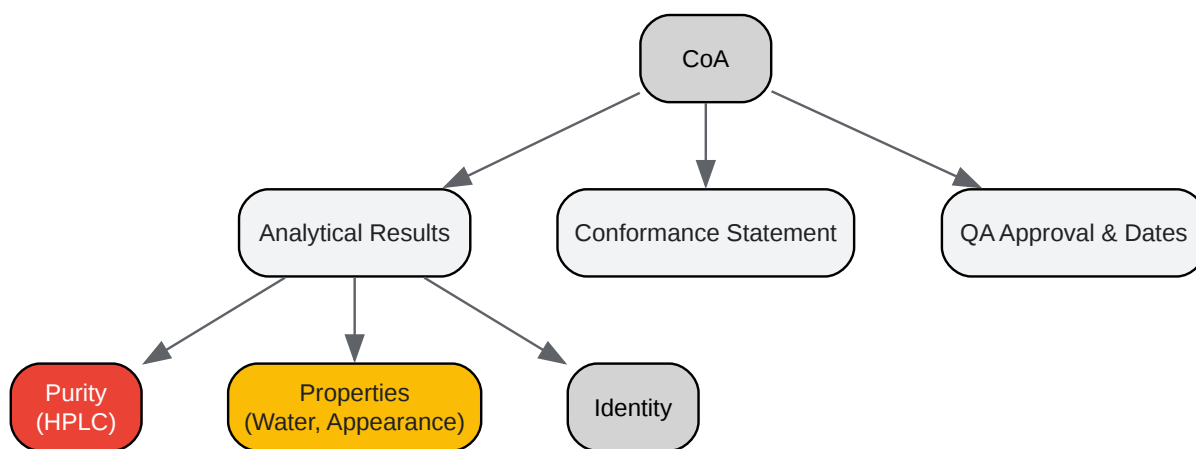 CoA
Analytical Results
Conformance Statement
QA Approval & Dates
Purity
(HPLC)
Properties
(Water, Appearance)
Identity